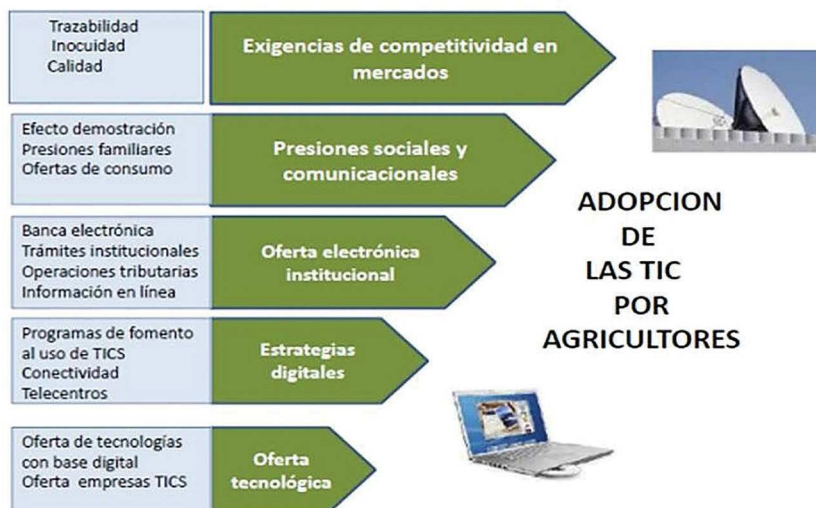 Trazabilidad
Inocuidad
Calidad
Exigencias de competitividad en
mercados
Efecto demostración
Presiones familiares
Ofertas de consumo
Presiones sociales y
comunicacionales
Banca electrónica
Trámites institucionales
Operaciones tributarias
Información en línea
Oferta electrónica
institucional
Programas de fomento
al uso de TICS
Conectividad
Telecentros
Estrategias
digitales
Oferta de tecnologías
con base digital
Oferta empresas TICS
Oferta
tecnológica
ADOPCION
DE
LAS TIC
POR
AGRICULTORES